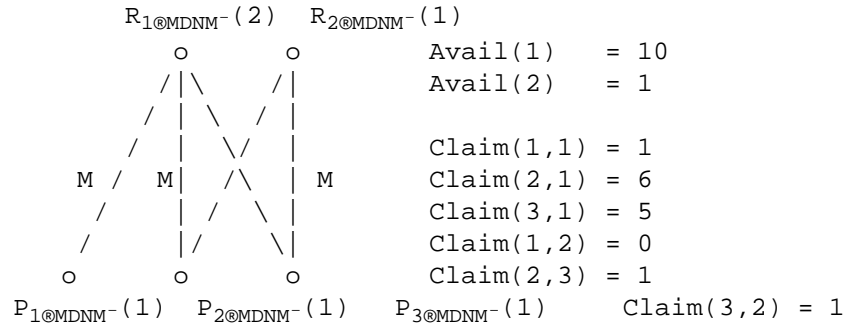 R₁®MDNM⁻(2) R₂®MDNM⁻(1)
o o Avail(1) = 10
/|\ /| Avail(2) = 1
/ | \ / |
/ | \ / | Claim(1,1) = 1
M / M| / \ | M Claim(2,1) = 6
/ | / \ | Claim(3,1) = 5
/ | / \| Claim(1,2) = 0
o o o Claim(2,3) = 1
P₁®MDNM⁻(1) P₂®MDNM⁻(1) P₃®MDNM⁻(1) Claim(3,2) = 1